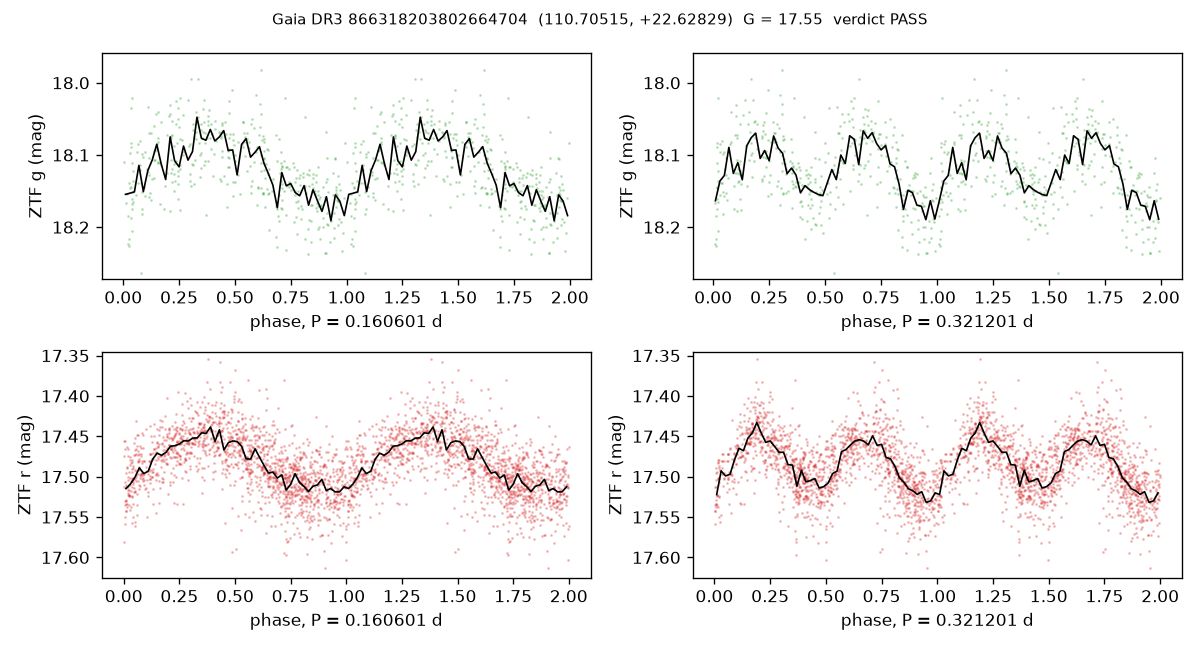 Gaia DR3 866318203802664704 (110.70515, +22.62829) G = 17.55 verdict PASS
ZTF g (mag)
18.0
18.1
18.2
0.00 0.25 0.50 0.75 1.00 1.25 1.50 1.75 2.00
phase, P = 0.160601 d
ZTF g (mag)
18.0
18.1
18.2
0.00 0.25 0.50 0.75 1.00 1.25 1.50 1.75 2.00
phase, P = 0.321201 d
ZTF r (mag)
17.35
17.40
17.45
17.50
17.55
17.60
0.00 0.25 0.50 0.75 1.00 1.25 1.50 1.75 2.00
phase, P = 0.160601 d
ZTF r (mag)
17.35
17.40
17.45
17.50
17.55
17.60
0.00 0.25 0.50 0.75 1.00 1.25 1.50 1.75 2.00
phase, P = 0.321201 d